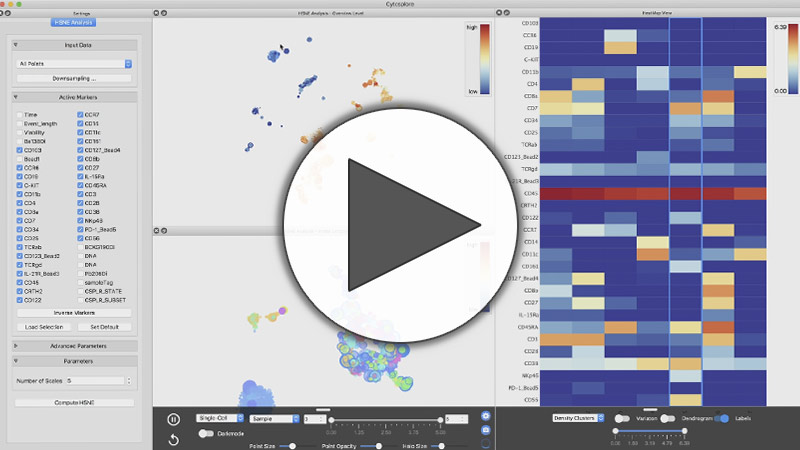 Cytosplore
Settings
HSNE Analysis - Overview Level
HeatMap View
HSNE Analysis
Input Data
All Panels
Downsampling ...
Active Markers
Time
Event_length
Viability
Bead1
CD103
CCR6
CD19
C-KIT
CD11b
CD4
CD8a
CD7
CD34
CD25
TCRab
CD123_Bead2
TCRgd
IL-21R_Bead3
CD45
CRTH2
CD122
CCR7
CD14
CD11c
CD161
CD127_Bead4
CD8b
CD27
IL-15Ra
CD45RA
CD3
CD28
CD38
NKp46
PD-1_Bead5
CD56
BCKG190Di
DNA
DNA
Pb208Di
sampleTag
CSPLR_STATE
CSPLR_SUBSET
Inverse Markers
Load Selection
Set Default
Advanced Parameters
Parameters
Number of Scales
5
Compute HSNE
high
low
Single-Cell
Sample
Darkmode
Point Size
Point Opacity
Halo Size
CD103
CCR6
CD19
C-KIT
CD11b
CD4
CD8a
CD7
CD34
CD25
TCRab
CD123_Bead2
TCRgd
CD45
CRTH2
CD122
CCR7
CD14
CD11c
CD161
CD127_Bead4
CD8b
CD27
IL-15Ra
CD45RA
CD3
CD28
CD38
NKp46
PD-1_Bead5
CD56
6.39
0.00
Density Clusters
Variation
Dendrogram
Labels